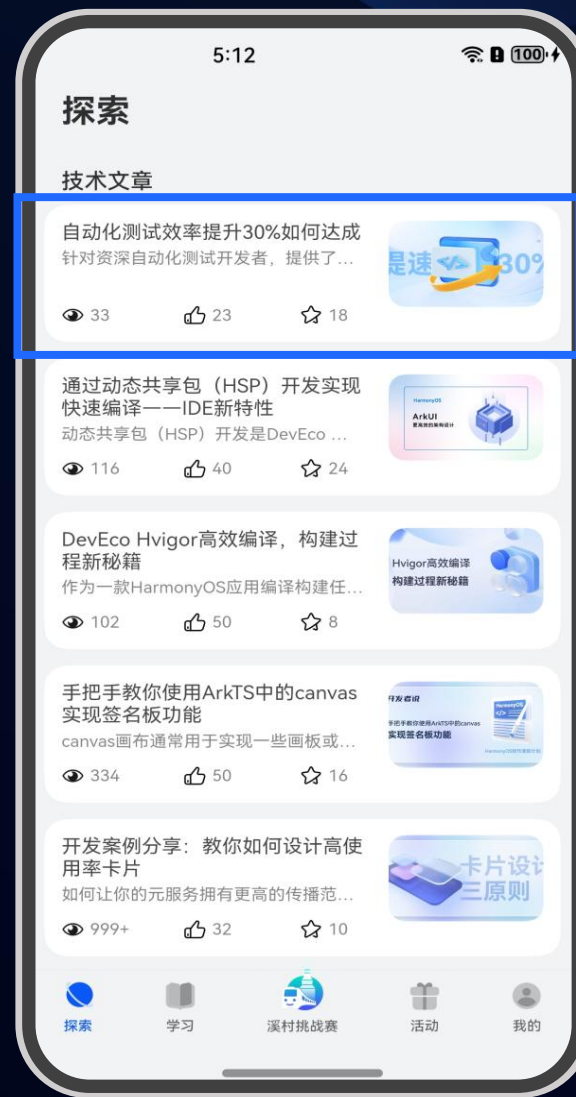 5:12
100
探索
技术文章
自动化测试效率提升30%如何达成
针对资深自动化测试开发者，提供了...
33
23
18
提速
30%
通过动态共享包（HSP）开发实现
快速编译——IDE新特性
动态共享包（HSP）开发是DevEco ...
116
40
24
HarmonyOS
ArkUI
DevEco Hvigor高效编译，构建过
程新秘籍
作为一款HarmonyOS应用编译构建任...
102
50
8
Hvigor高效编译
构建过程新秘籍
手把手教你使用ArkTS中的canvas
实现签名板功能
canvas画布通常用于实现一些画板或...
334
50
16
开发者说
手把手教你使用ArkTS中的canvas
实现签名板功能
HarmonyOS
开发案例分享：教你如何设计高使
用率卡片
如何让你的元服务拥有更高的传播范...
999+
32
10
卡片设计
三原则
探索
学习
溪村挑战赛
活动
我的